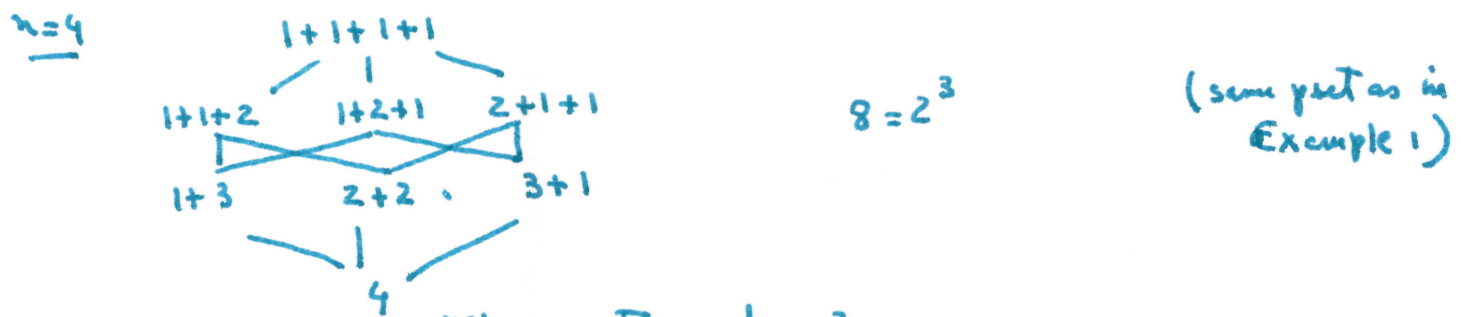 n=4
1+1+1+1
1+1+2 1+2+1 2+1+1
8 = 2^3
(same poset as in
Example 1)
1+3 2+2 3+1
4